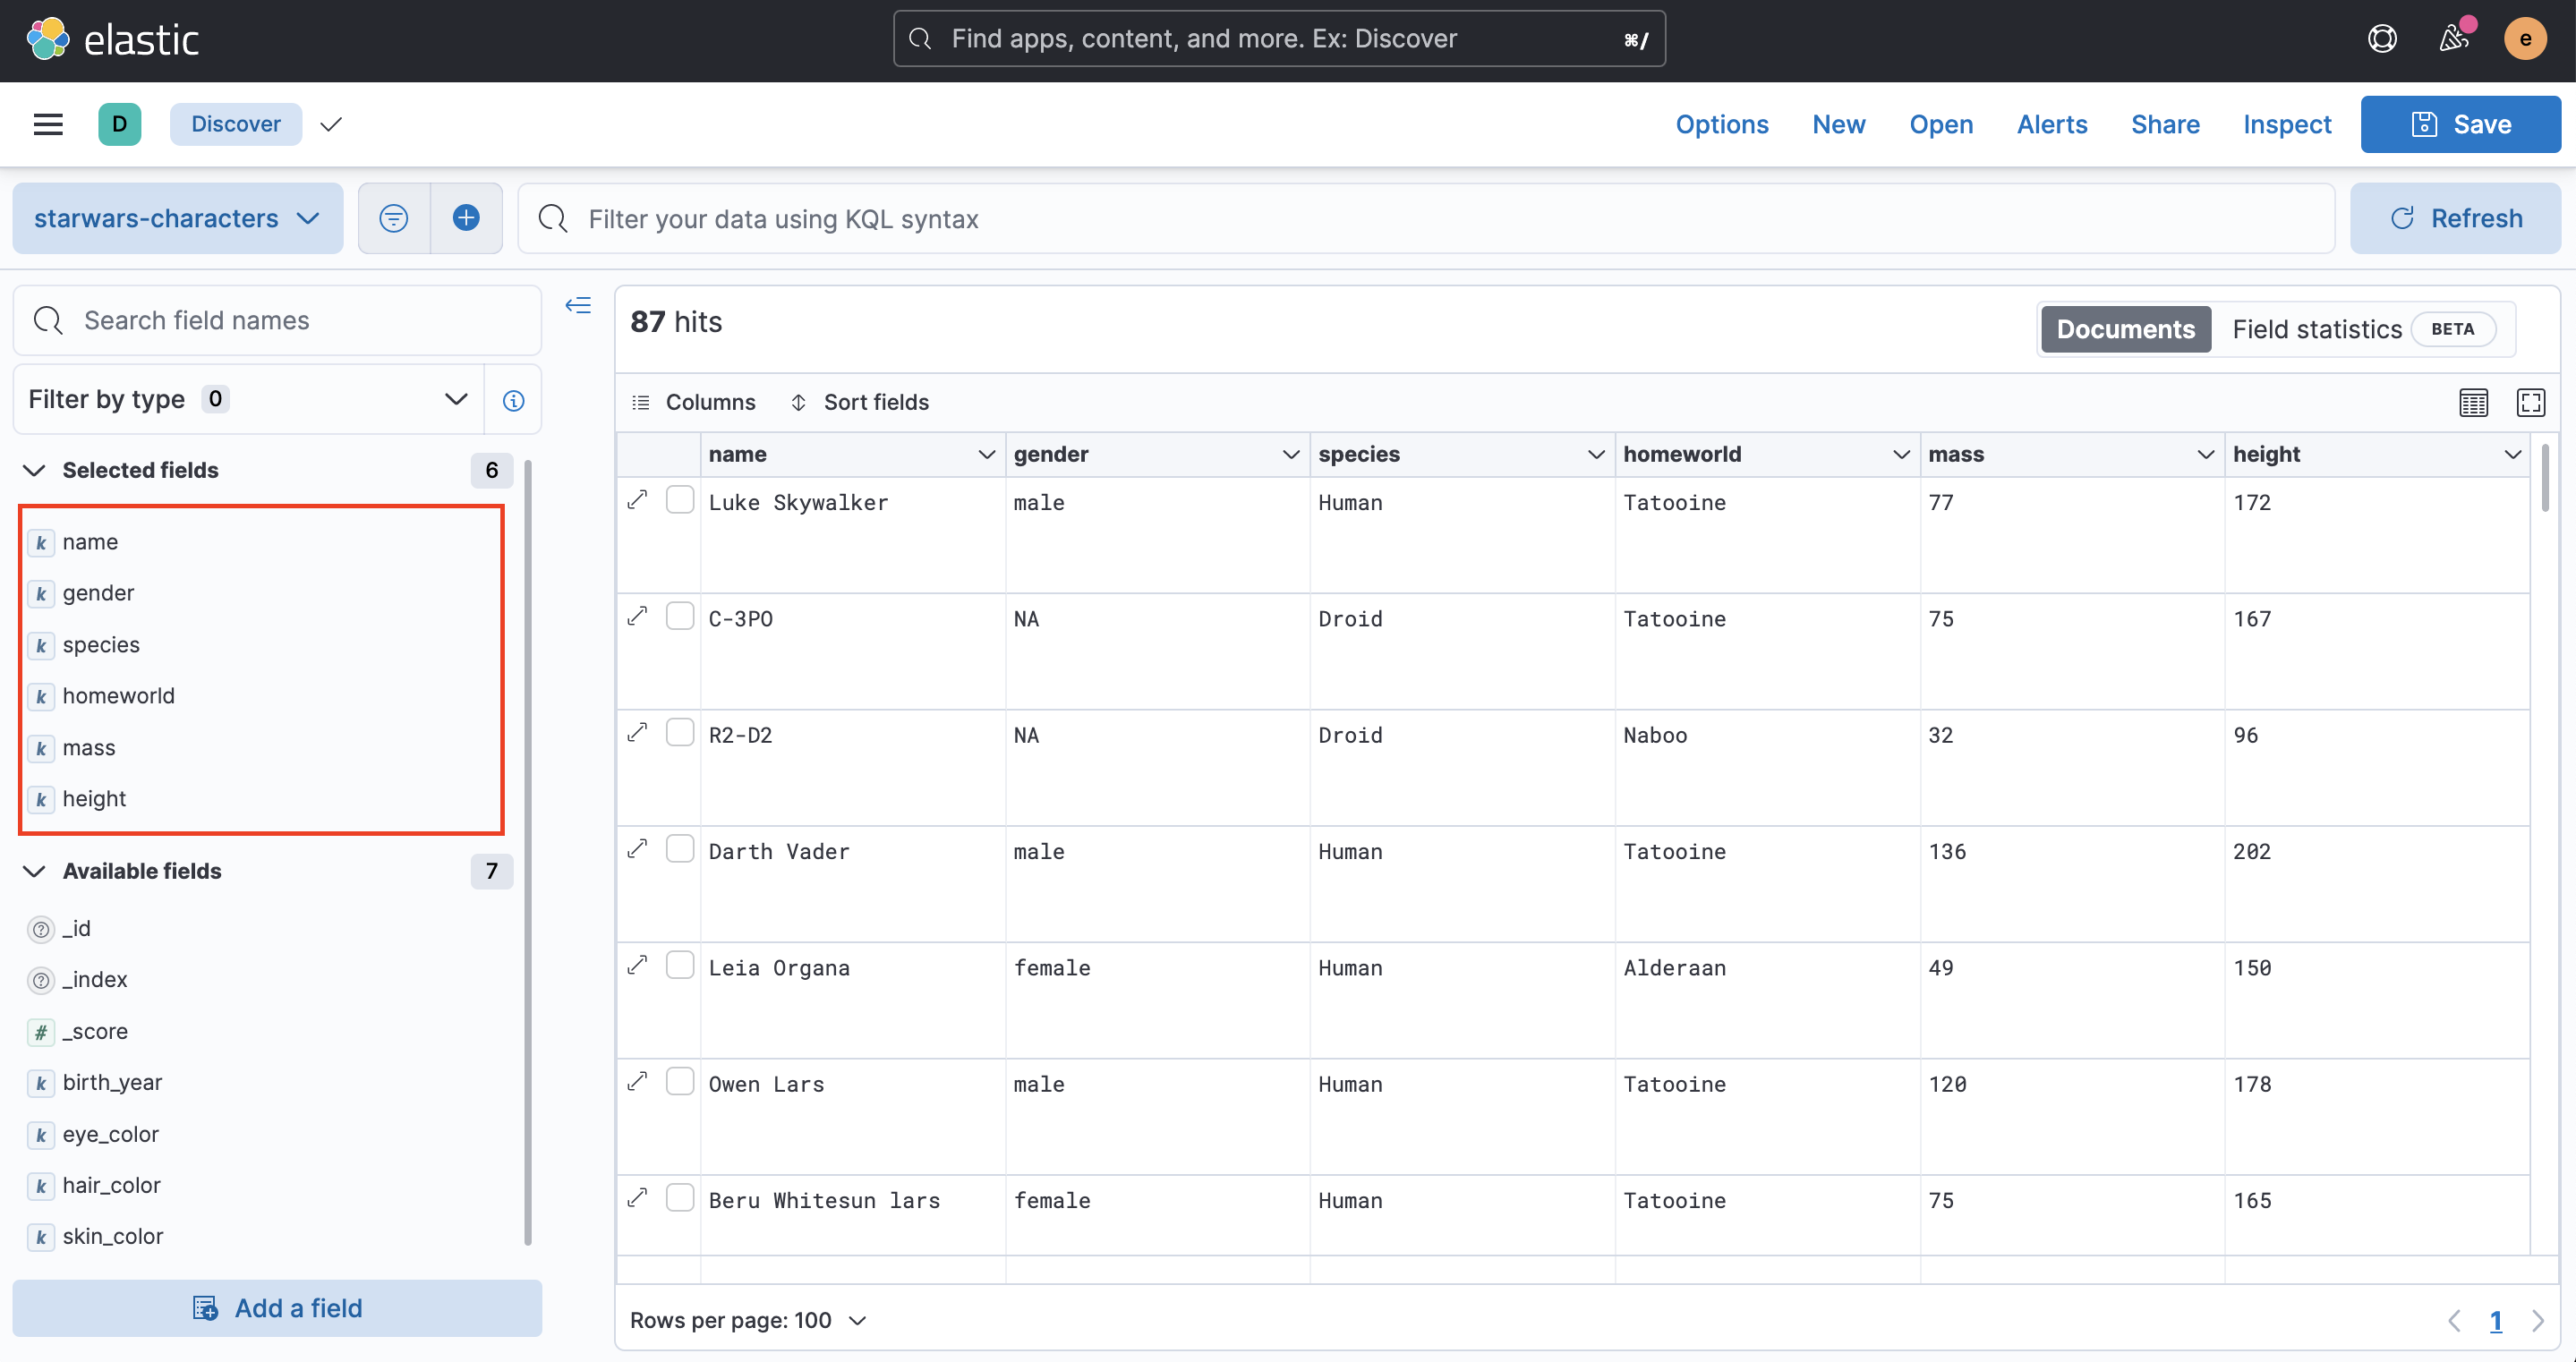 elastic
Find apps, content, and more. Ex: Discover ⌘/
e
D Discover
Options New Open Alerts Share Inspect Save
starwars-characters
Filter your data using KQL syntax
Refresh
Search field names
87 hits
Documents Field statistics BETA
Filter by type 0
Columns Sort fields
Selected fields 6
k name
k gender
k species
k homeworld
k mass
k height
Available fields 7
_id
_index
# _score
k birth_year
k eye_color
k hair_color
k skin_color
Add a field
name gender species homeworld mass height
Luke Skywalker male Human Tatooine 77 172
C-3PO NA Droid Tatooine 75 167
R2-D2 NA Droid Naboo 32 96
Darth Vader male Human Tatooine 136 202
Leia Organa female Human Alderaan 49 150
Owen Lars male Human Tatooine 120 178
Beru Whitesun lars female Human Tatooine 75 165
Rows per page: 100
1